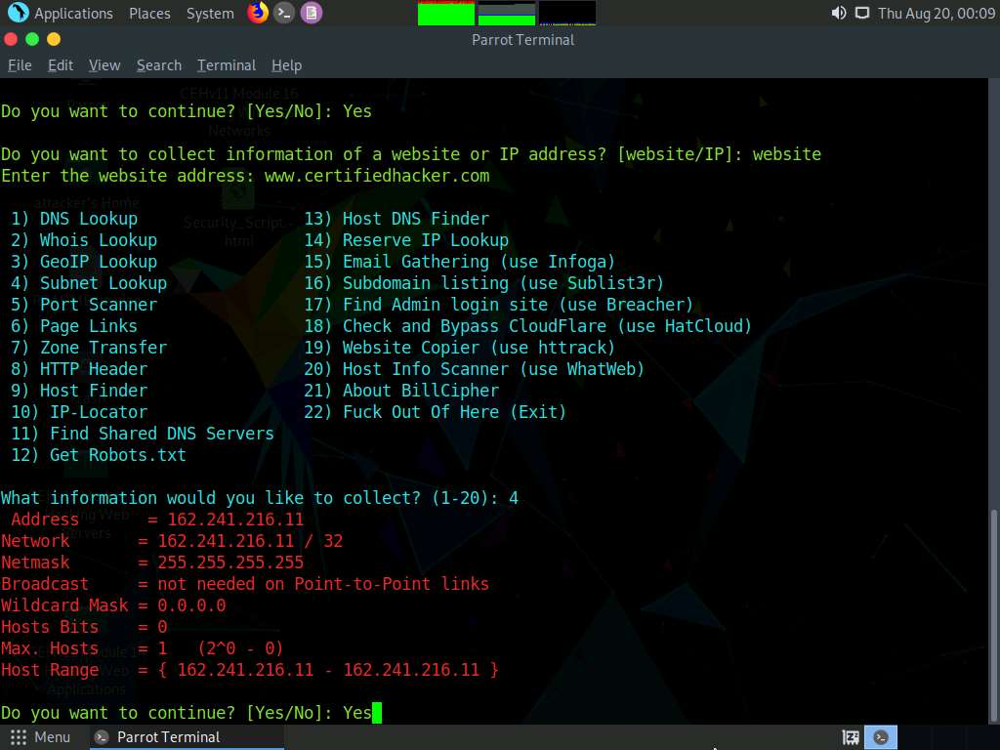 Applications Places System Thu Aug 20, 00:09
Parrot Terminal
File Edit View Search Terminal Help
CEHv11 Module 16
Do you want to continue? [Yes/No]: Yes
Networks
Do you want to collect information of a website or IP address? [website/IP]: website
Enter the website address: www.certifiedhacker.com
attacker's Home
Security_Script.
html
1) DNS Lookup 13) Host DNS Finder
2) Whois Lookup 14) Reserve IP Lookup
3) GeoIP Lookup 15) Email Gathering (use Infoga)
4) Subnet Lookup 16) Subdomain listing (use Sublist3r)
5) Port Scanner 17) Find Admin login site (use Breacher)
6) Page Links 18) Check and Bypass CloudFlare (use HatCloud)
7) Zone Transfer 19) Website Copier (use httrack)
8) HTTP Header 20) Host Info Scanner (use WhatWeb)
9) Host Finder 21) About BillCipher
10) IP-Locator 22) Fuck Out Of Here (Exit)
11) Find Shared DNS Servers
12) Get Robots.txt
What information would you like to collect? (1-20): 4
Address = 162.241.216.11
Network = 162.241.216.11 / 32
Netmask = 255.255.255.255
Broadcast = not needed on Point-to-Point links
Wildcard Mask = 0.0.0.0
Hosts Bits = 0
Max. Hosts = 1 (2^0 - 0)
Host Range = { 162.241.216.11 - 162.241.216.11 }
Applications
Do you want to continue? [Yes/No]: Yes
Menu Parrot Terminal